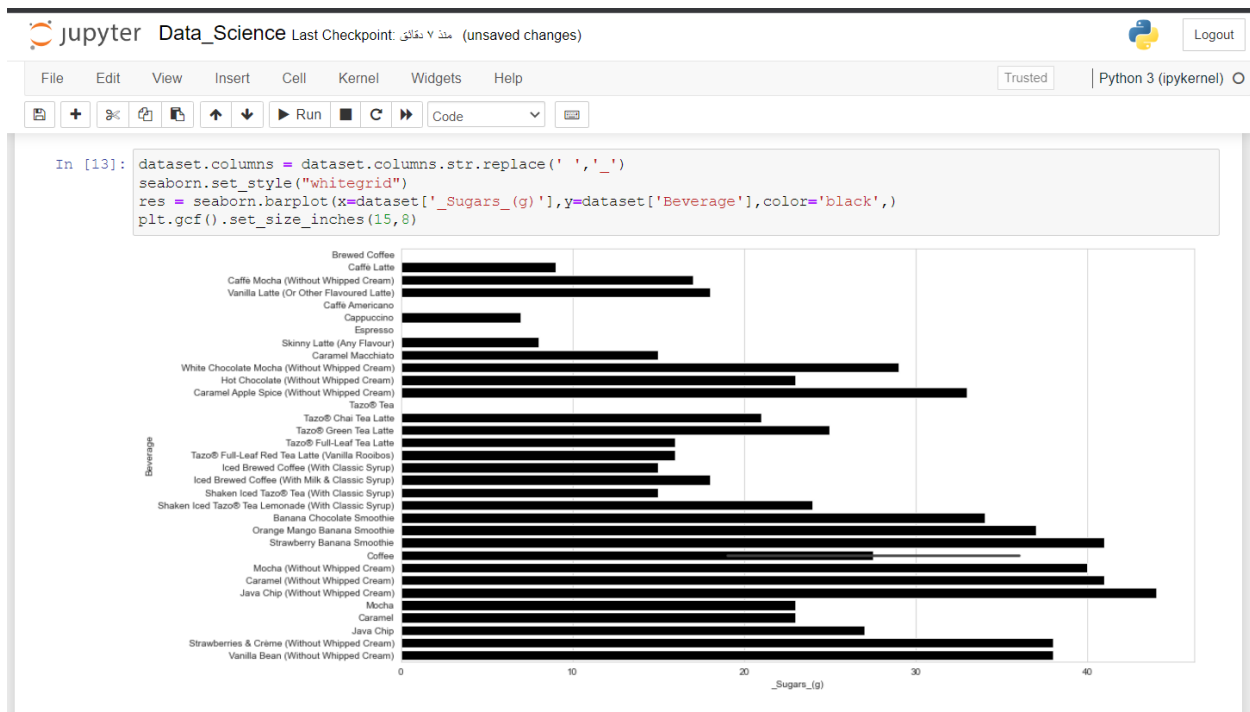 jupyter Data_Science Last Checkpoint: منذ ٧ دقائق (unsaved changes)
Logout
File Edit View Insert Cell Kernel Widgets Help
Trusted Python 3 (ipykernel)
Run Code
In [13]: dataset.columns = dataset.columns.str.replace(' ','_')
seaborn.set_style("whitegrid")
res = seaborn.barplot(x=dataset['_Sugars_(g)'],y=dataset['Beverage'],color='black',)
plt.gcf().set_size_inches(15,8)
Brewed Coffee
Caffè Latte
Caffè Mocha (Without Whipped Cream)
Vanilla Latte (Or Other Flavoured Latte)
Caffè Americano
Cappuccino
Espresso
Skinny Latte (Any Flavour)
Caramel Macchiato
White Chocolate Mocha (Without Whipped Cream)
Hot Chocolate (Without Whipped Cream)
Caramel Apple Spice (Without Whipped Cream)
Tazo® Tea
Tazo® Chai Tea Latte
Tazo® Green Tea Latte
Tazo® Full-Leaf Tea Latte
Tazo® Full-Leaf Red Tea Latte (Vanilla Rooibos)
Iced Brewed Coffee (With Classic Syrup)
Iced Brewed Coffee (With Milk & Classic Syrup)
Shaken Iced Tazo® Tea (With Classic Syrup)
Shaken Iced Tazo® Tea Lemonade (With Classic Syrup)
Banana Chocolate Smoothie
Orange Mango Banana Smoothie
Strawberry Banana Smoothie
Coffee
Mocha (Without Whipped Cream)
Caramel (Without Whipped Cream)
Java Chip (Without Whipped Cream)
Mocha
Caramel
Java Chip
Strawberries & Crème (Without Whipped Cream)
Vanilla Bean (Without Whipped Cream)
Beverage
0 10 20 30 40
_Sugars_(g)